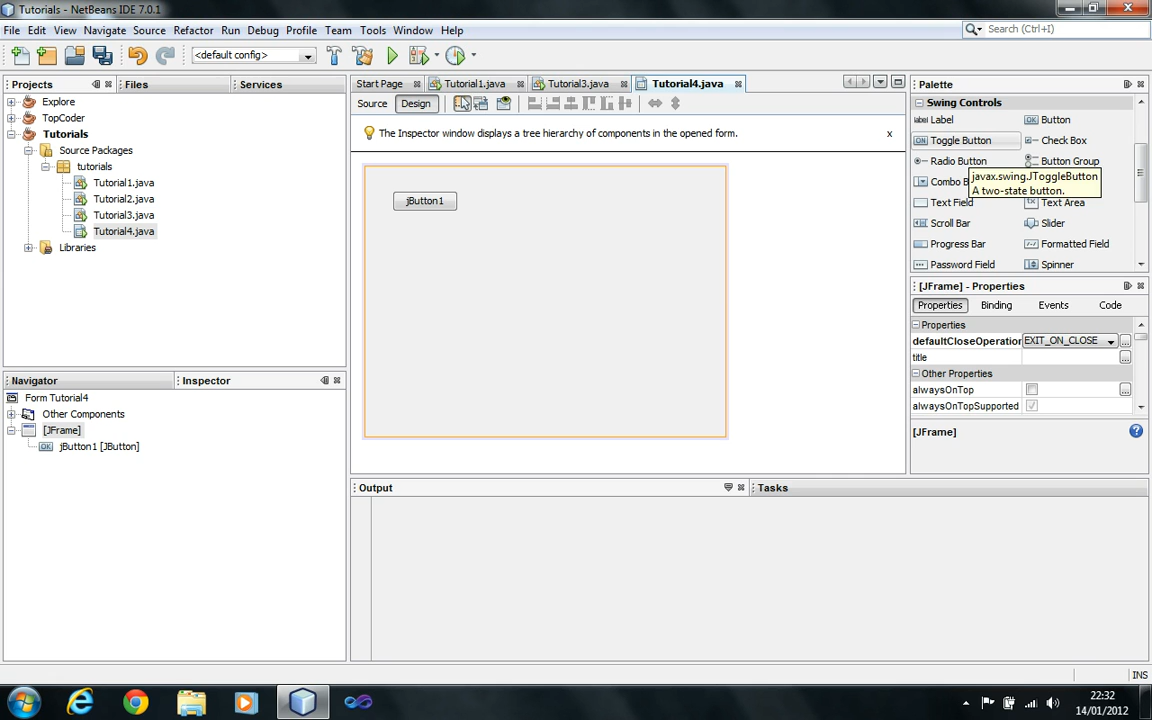 Tutorials - NetBeans IDE 7.0.1
File Edit View Navigate Source Refactor Run Debug Profile Team Tools Window Help
Search (Ctrl+I)
<default config>
Projects Files Services
Explore
TopCoder
Tutorials
Source Packages
tutorials
Tutorial1.java
Tutorial2.java
Tutorial3.java
Tutorial4.java
Libraries
Navigator Inspector
Form Tutorial4
Other Components
[JFrame]
OK jButton1 [JButton]
Start Page Tutorial1.java Tutorial3.java Tutorial4.java
Source Design
The Inspector window displays a tree hierarchy of components in the opened form. x
jButton1
Output Tasks
Palette
Swing Controls
label Label OK Button
ON Toggle Button Check Box
Radio Button Button Group
Combo B
javax.swing.JToggleButton
A two-state button.
Text Field Text Area
Scroll Bar Slider
Progress Bar Formatted Field
Password Field Spinner
[JFrame] - Properties
Properties Binding Events Code
Properties
defaultCloseOperation EXIT_ON_CLOSE ...
title ...
Other Properties
alwaysOnTop ...
alwaysOnTopSupported
[JFrame]
INS
22:32
14/01/2012